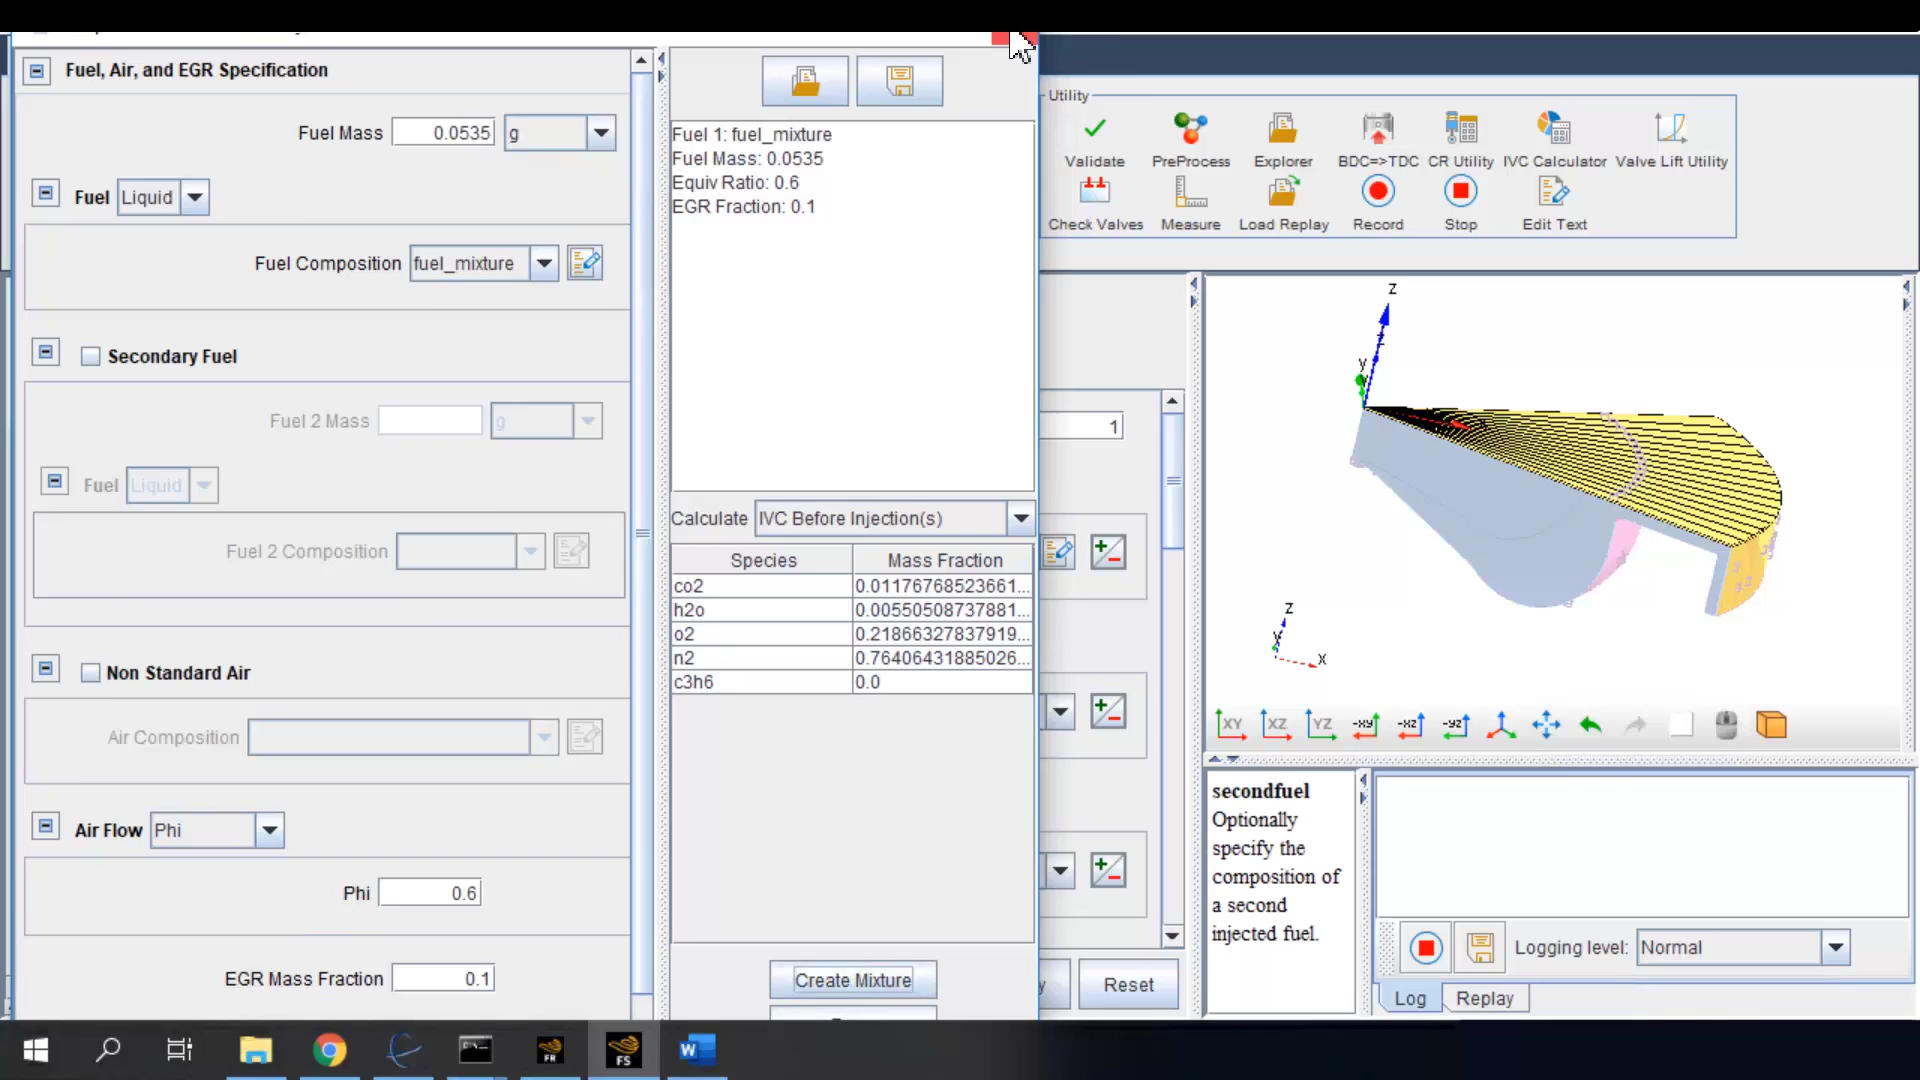 Fuel, Air, and EGR Specification
Fuel Mass 0.0535 g
Fuel Liquid
Fuel Composition fuel_mixture
Secondary Fuel
Fuel 2 Mass g
Fuel Liquid
Fuel 2 Composition
Non Standard Air
Air Composition
Air Flow Phi
Phi 0.6
EGR Mass Fraction 0.1
Fuel 1: fuel_mixture
Fuel Mass: 0.0535
Equiv Ratio: 0.6
EGR Fraction: 0.1
Calculate IVC Before Injection(s)
Species Mass Fraction
co2 0.01176768523661...
h2o 0.00550508737881...
o2 0.21866327837919...
n2 0.76406431885026...
c3h6 0.0
Create Mixture
Utility
Validate PreProcess Explorer BDC=>TDC CR Utility IVC Calculator Valve Lift Utility
Check Valves Measure Load Replay Record Stop Edit Text
1
y Reset
z
z
y
y
z
y
x
XY XZ YZ -xy -xz -yz
secondfuel
Optionally
specify the
composition of
a second
injected fuel.
Logging level: Normal
Log Replay
FR FS W